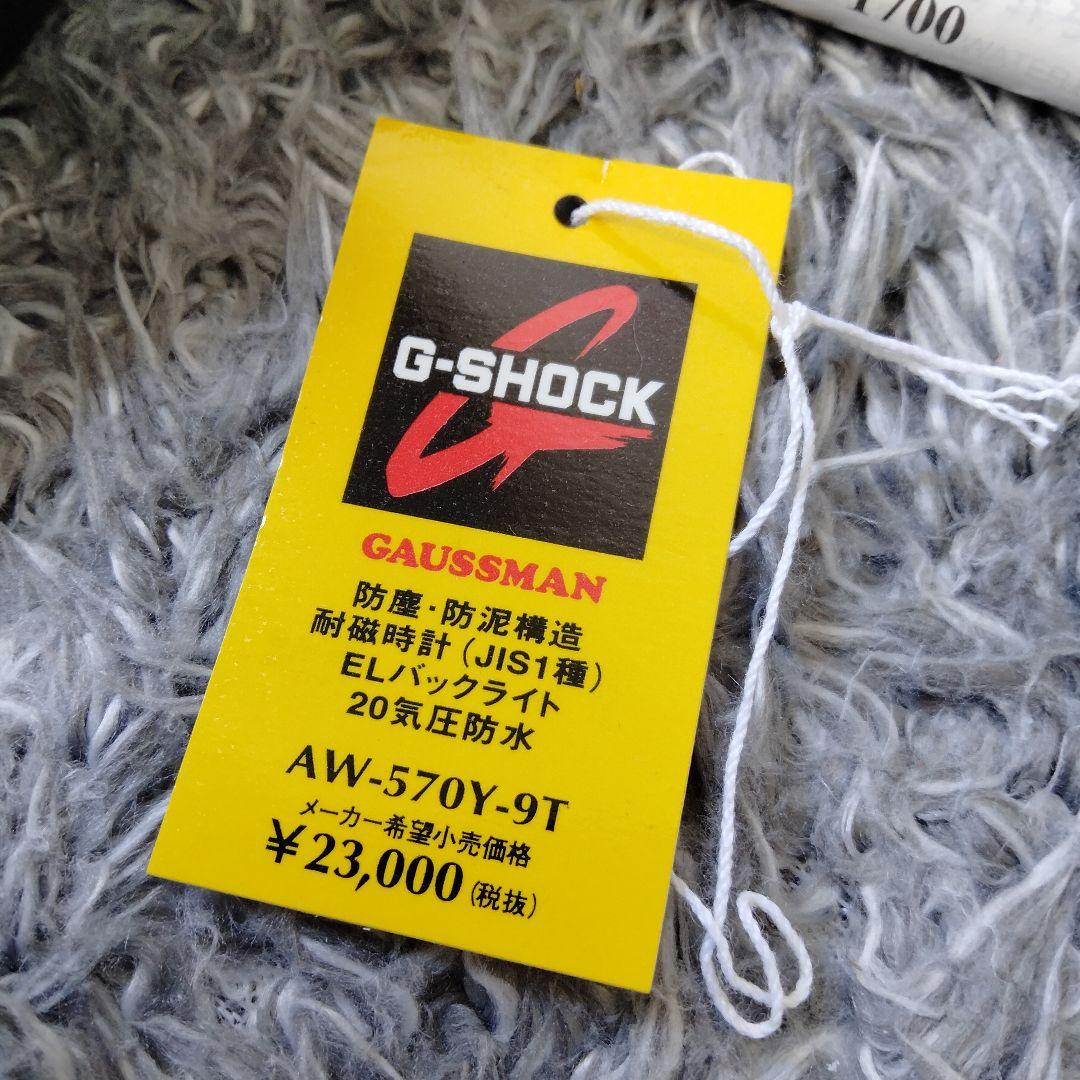 1700
G-SHOCK
GAUSSMAN
防塵・防泥構造
耐磁時計(JIS1種)
ELバックライト
20気圧防水
AW-570Y-9T
メーカー希望小売価格
¥23,000(税抜)